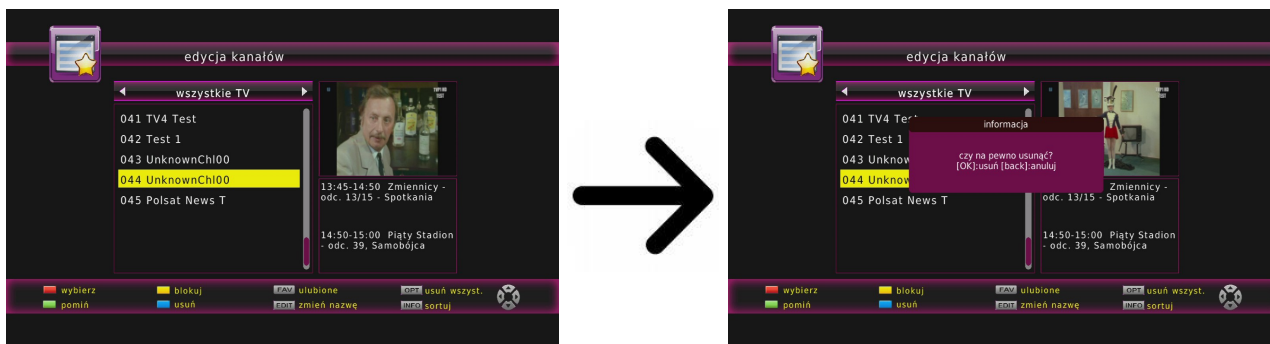 edycja kanałów
wszystkie TV
041 TV4 Test
042 Test 1
043 UnknownChl00
044 UnknownChl00
045 Polsat News T
13:45-14:50 Zmiennicy -
odc. 13/15 - Spotkania
14:50-15:00 Piąty Stadion
- odc. 39, Samobójca
wybierz
blokuj
FAV ulubione
OPT usuń wszyst.
pomiń
usuń
EDIT zmień nazwę
INFO sortuj
edycja kanałów
wszystkie TV
041 TV4 Test
042 Test 1
043 Unknow
044 Unknow
045 Polsat News T
informacja
czy na pewno usunąć?
[OK]:usuń [back]:anuluj
Zmiennicy -
odc. 13/15 - Spotkania
14:50-15:00 Piąty Stadion
- odc. 39, Samobójca
wybierz
blokuj
FAV ulubione
OPT usuń wszyst.
pomiń
usuń
EDIT zmień nazwę
INFO sortuj